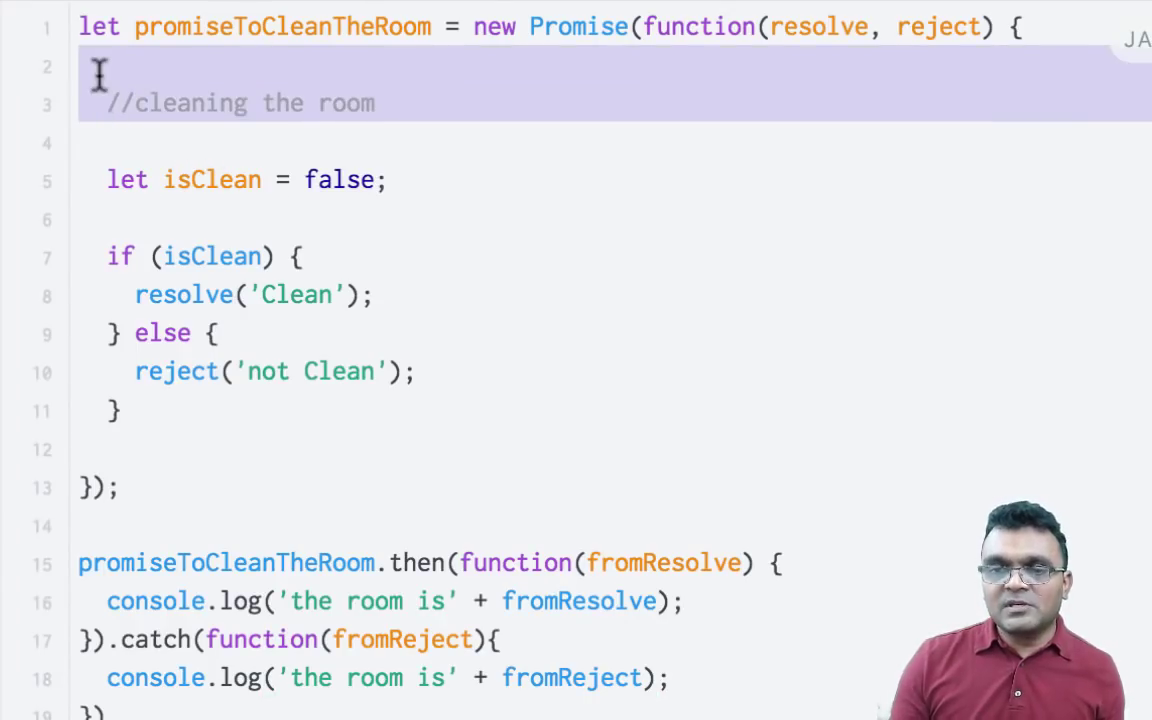 1 let promiseToCleanTheRoom = new Promise(function(resolve, reject) {
JA
2
3 //cleaning the room
4
5 let isClean = false;
6
7 if (isClean) {
8 resolve('Clean');
9 } else {
10 reject('not Clean');
11 }
12
13 });
14
15 promiseToCleanTheRoom.then(function(fromResolve) {
16 console.log('the room is' + fromResolve);
17 }).catch(function(fromReject){
18 console.log('the room is' + fromReject);
19 })